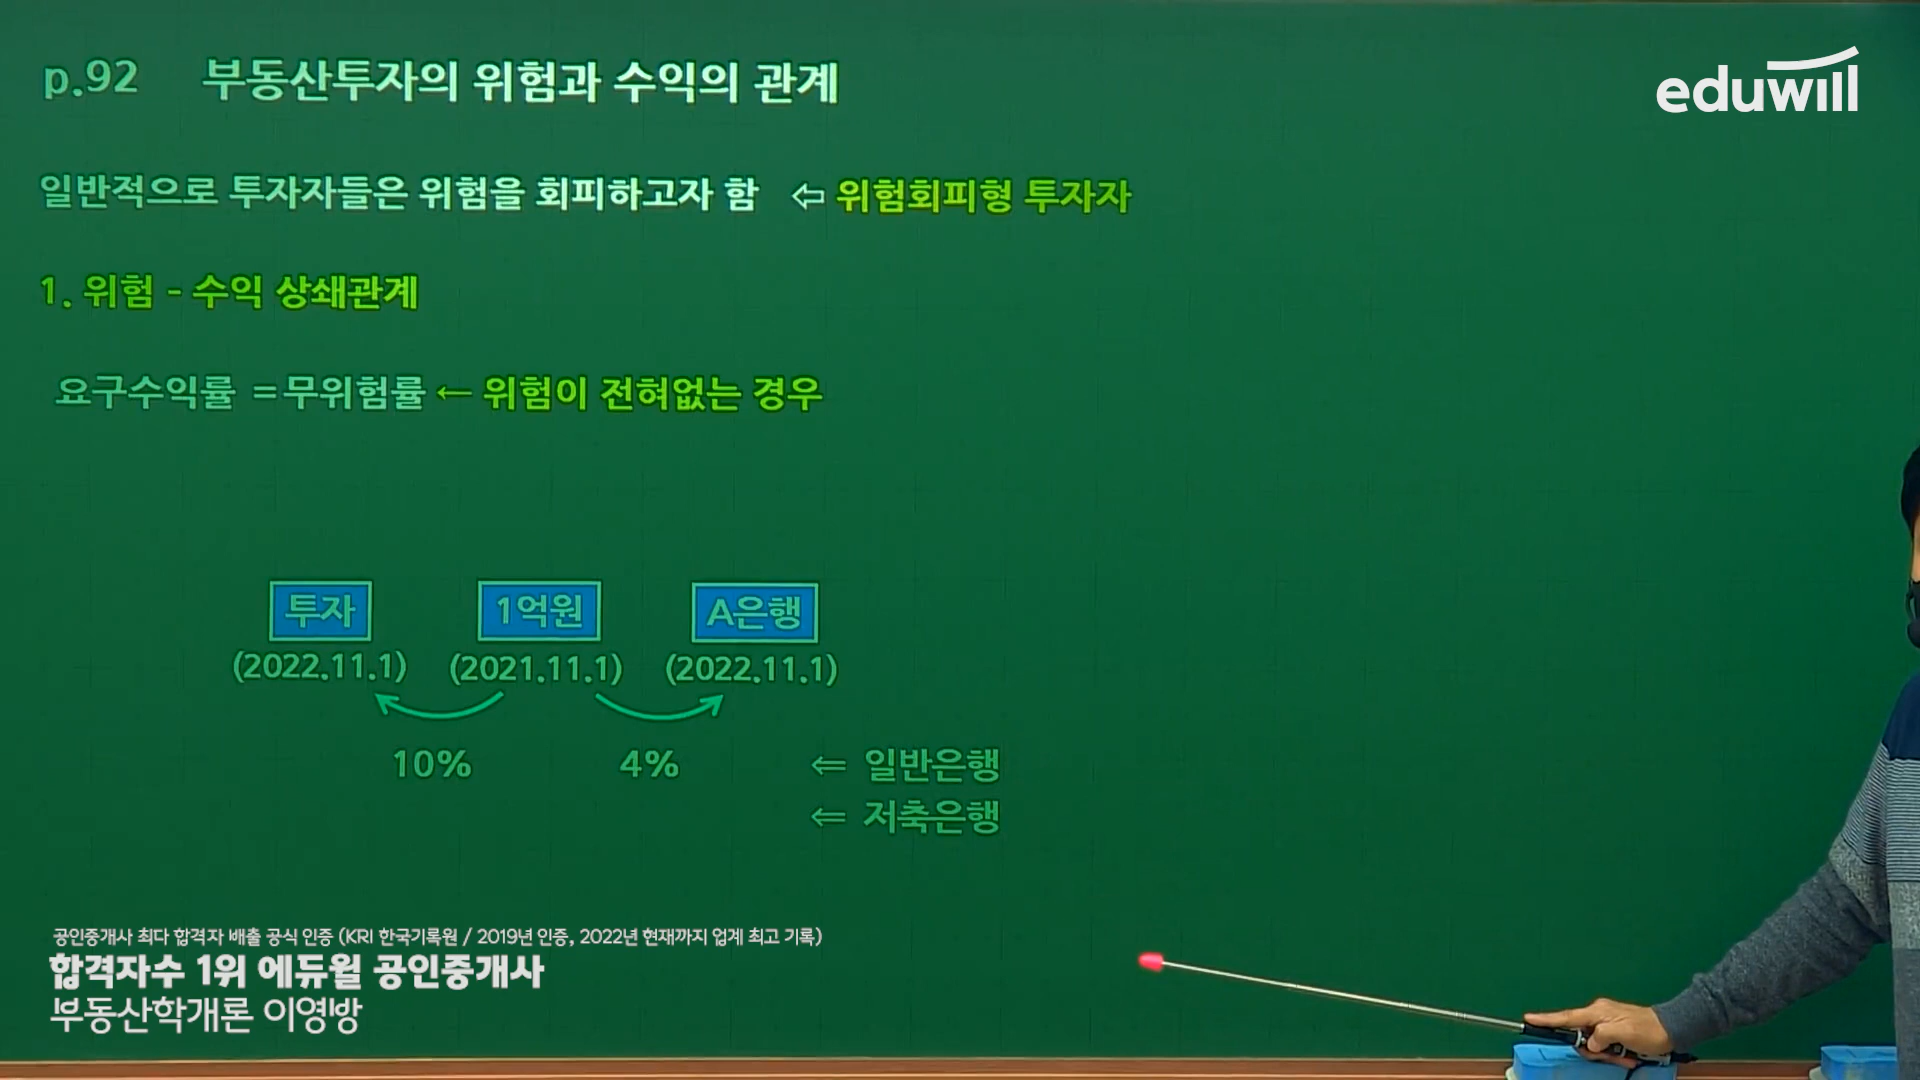 p.92 부동산투자의 위험과 수익의 관계
eduwill
일반적으로 투자자들은 위험을 회피하고자 함 ⇦ 위험회피형 투자자
1. 위험 - 수익 상쇄관계
요구수익률 = 무위험률 ← 위험이 전혀없는 경우
투자 1억원 A은행
(2022.11.1) (2021.11.1) (2022.11.1)
10% 4% ⇐ 일반은행
⇐ 저축은행
공인중개사 최다 합격자 배출 공식 인증 (KRI 한국기록원 / 2019년 인증, 2022년 현재까지 업계 최고 기록)
합격자수 1위 에듀윌 공인중개사
부동산학개론 이영방